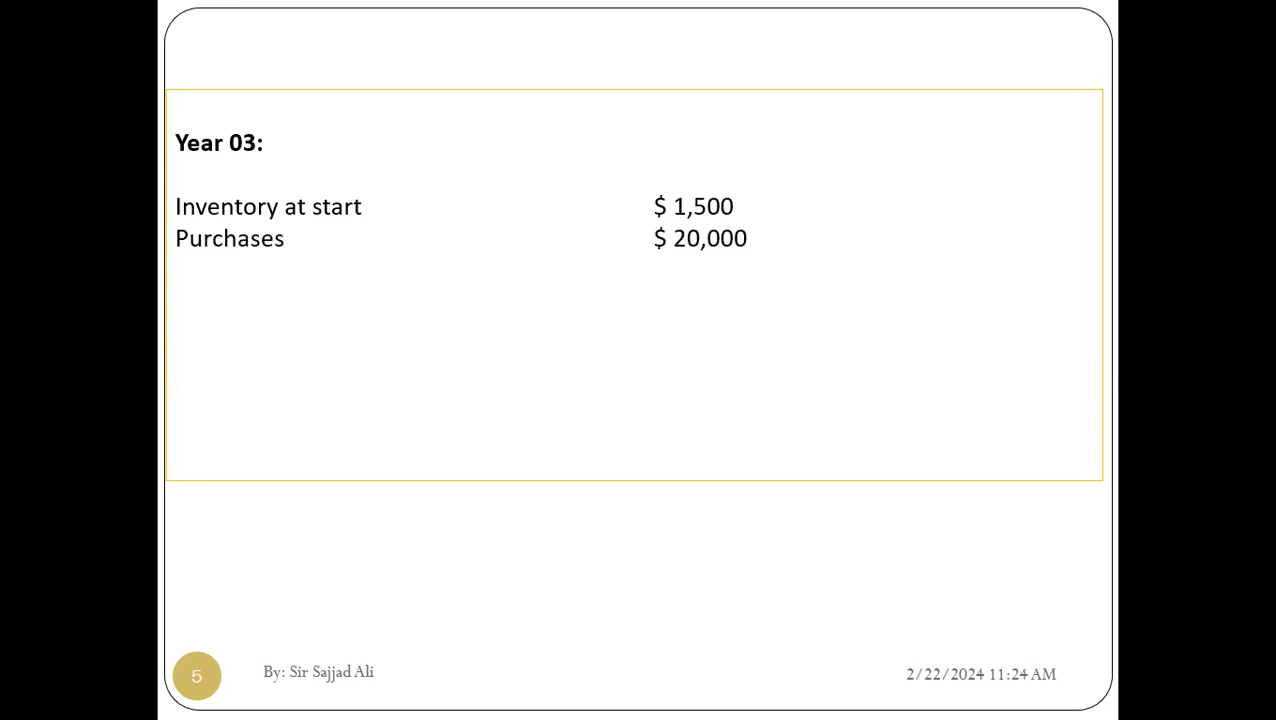 Year 03:
Inventory at start $ 1,500
Purchases $ 20,000
5 By: Sir Sajjad Ali 2/22/2024 11:24 AM